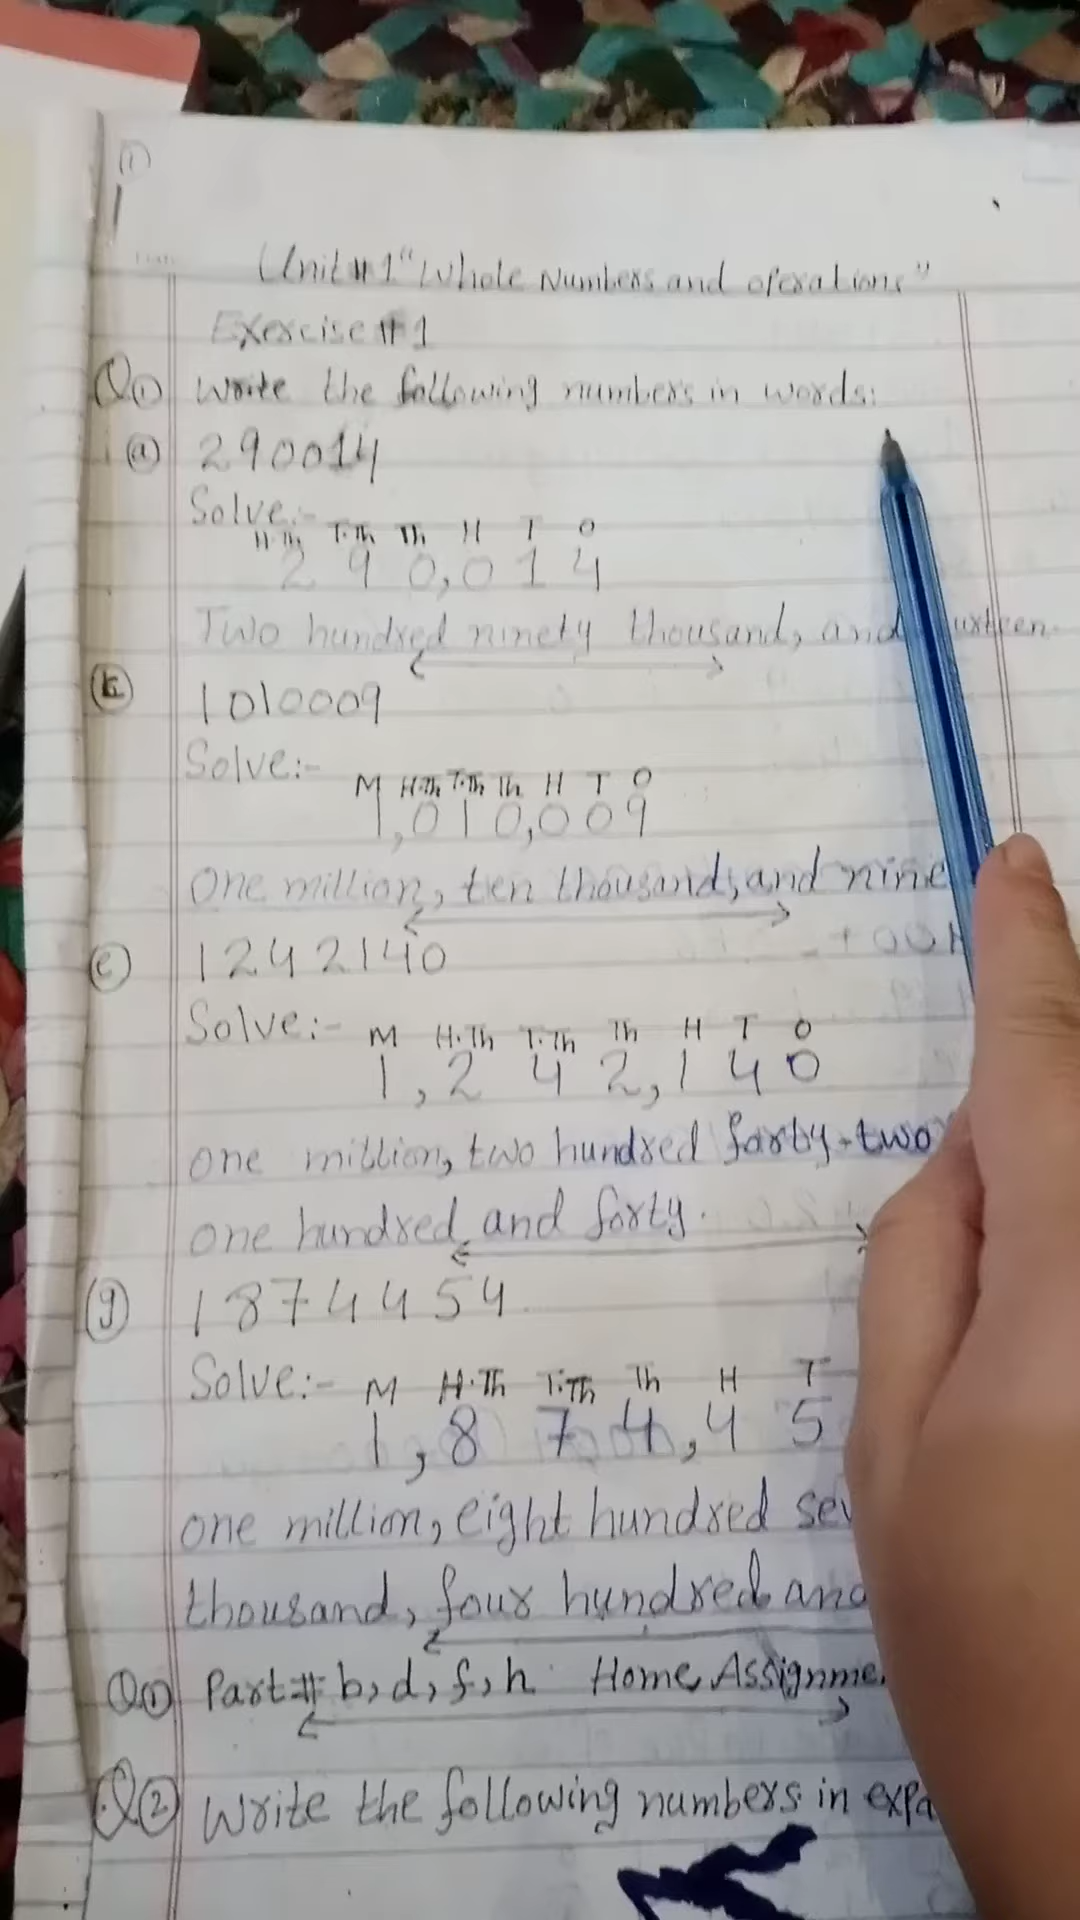 1
Unit#1 "Whole Numbers and operations"
Exercise #1
Q1 Write the following numbers in words:
a 290014
Solve:-
H.Th T.Th Th H T O
2 9 0,0 1 4
Two hundred ninety thousand, and
1010009
Solve:-
M H.Th T.Th Th H T O
1,0 1 0,0 0 9
One million, ten thousand, and nine
e 1242140
Solve:- M H.Th T.Th Th H T O
1,2 4 2,1 4 0
one million, two hundred forty-two
one hundred and forty.
g 1874454
Solve:- M H.Th T.Th Th H T
1,8 7 4,4 5
one million, eight hundred
thousand, four hundred and
Q1 Part# b,d,f,h Home
Q2 Write the following numbers in